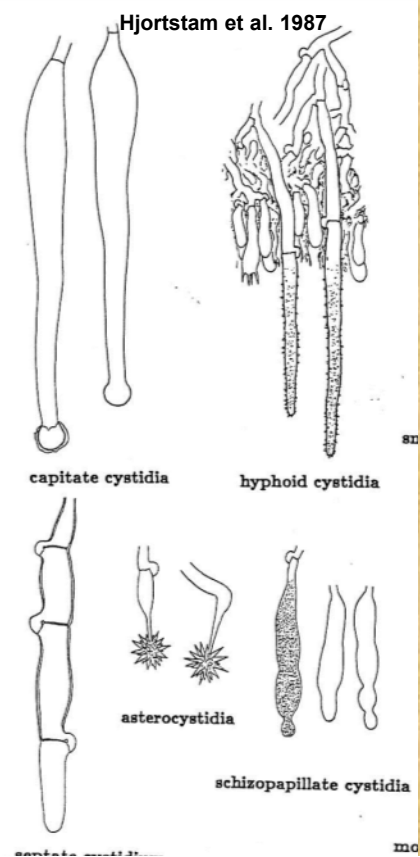 Hjortstam et al. 1987
capitate cystidia
hyphoid cystidia
asterocystidia
schizopapillate cystidia
septate cystidium